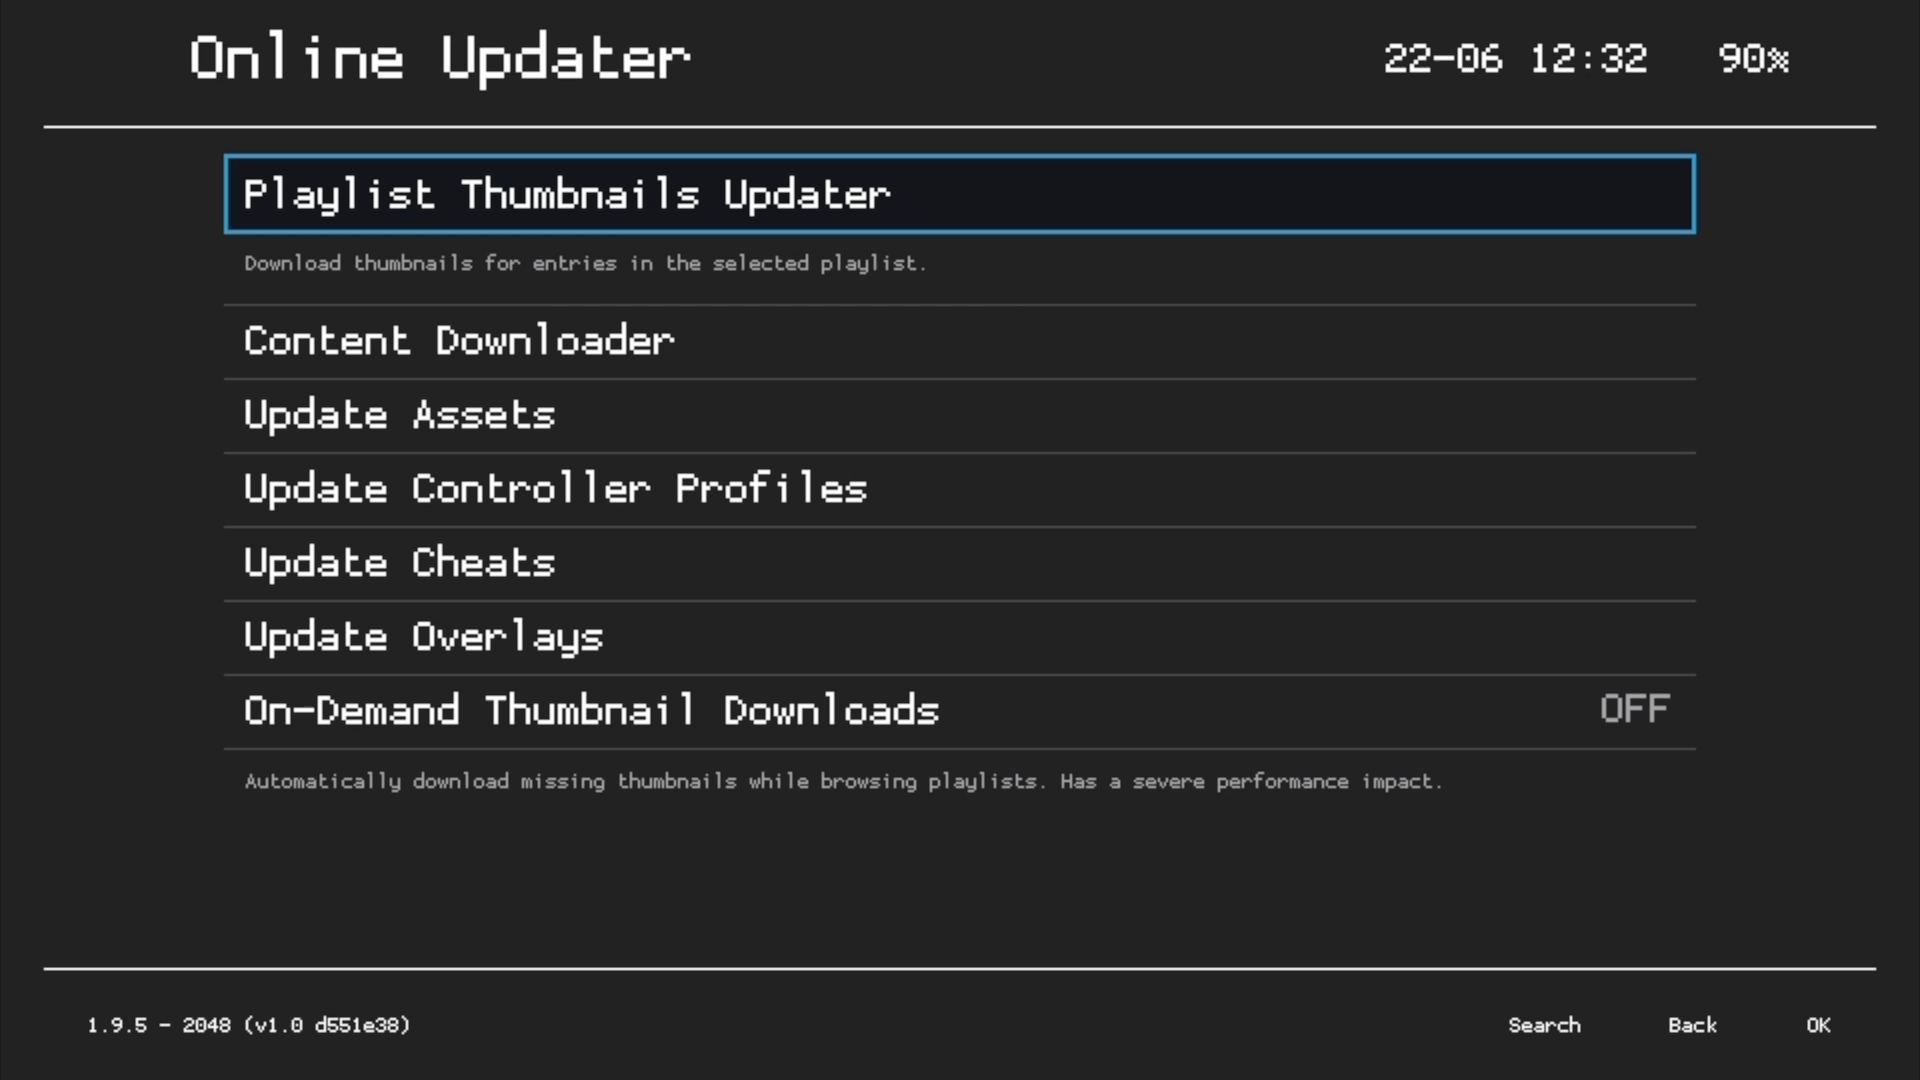 Online Updater
22-06 12:32 90%
Playlist Thumbnails Updater
Download thumbnails for entries in the selected playlist.
Content Downloader
Update Assets
Update Controller Profiles
Update Cheats
Update Overlays
On-Demand Thumbnail Downloads OFF
Automatically download missing thumbnails while browsing playlists. Has a severe performance impact.
1.9.5 - 2048 (v1.0 d551e38)
Search Back OK